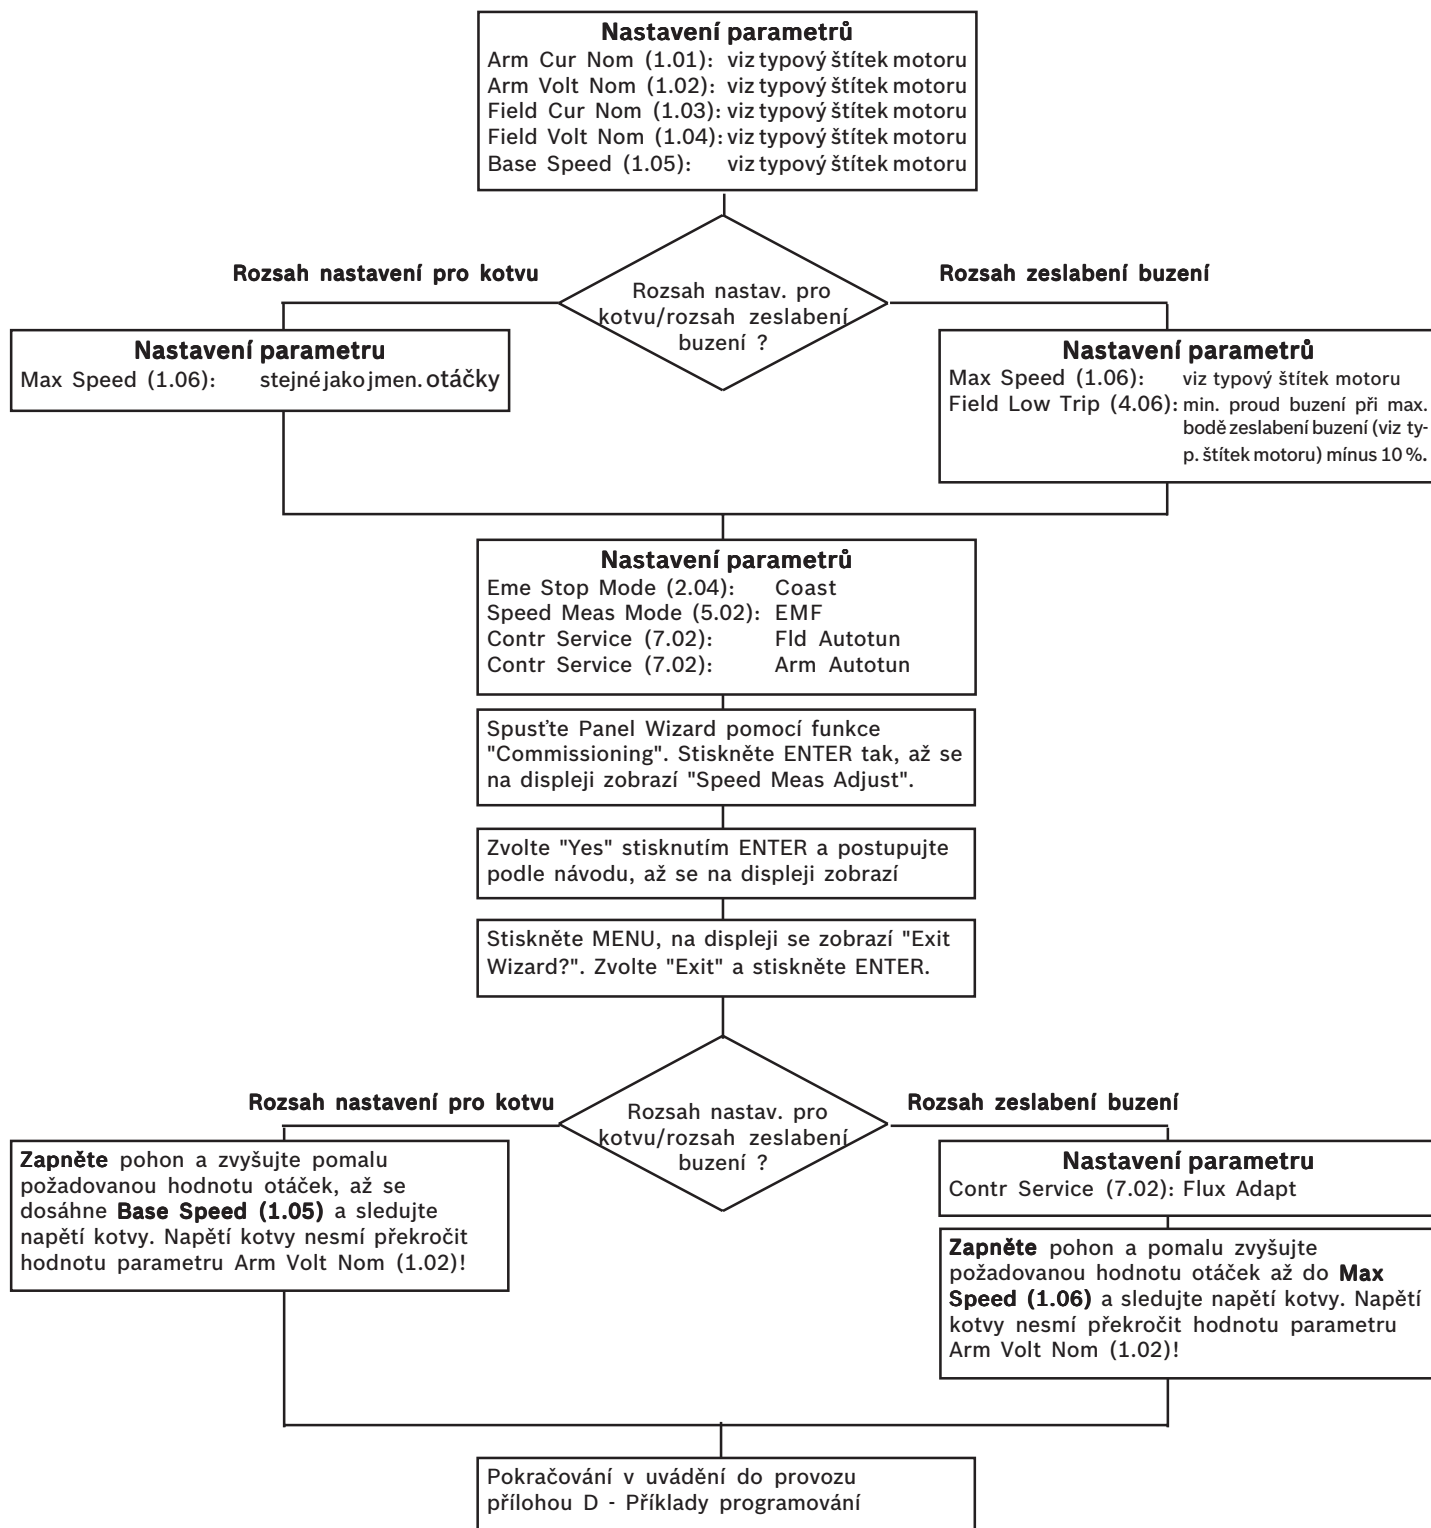 Nastavení parametrů
Arm Cur Nom (1.01): viz typový štítek motoru
Arm Volt Nom (1.02): viz typový štítek motoru
Field Cur Nom (1.03): viz typový štítek motoru
Field Volt Nom (1.04): viz typový štítek motoru
Base Speed (1.05): viz typový štítek motoru
Rozsah nastavení pro kotvu
Rozsah zeslabení buzení
Rozsah nastav. pro
kotvu/rozsah zeslabení
buzení ?
Nastavení parametru
Max Speed (1.06): stejné jako jmen. otáčky
Nastavení parametrů
Max Speed (1.06): viz typový štítek motoru
Field Low Trip (4.06): min. proud buzení při max.
bodě zeslabení buzení (viz ty-
p. štítek motoru) mínus 10 %.
Nastavení parametrů
Eme Stop Mode (2.04): Coast
Speed Meas Mode (5.02): EMF
Contr Service (7.02): Fld Autotun
Contr Service (7.02): Arm Autotun
Spusťte Panel Wizard pomocí funkce
"Commissioning". Stiskněte ENTER tak, až se
na displeji zobrazí "Speed Meas Adjust".
Zvolte "Yes" stisknutím ENTER a postupujte
podle návodu, až se na displeji zobrazí
Stiskněte MENU, na displeji se zobrazí "Exit
Wizard?". Zvolte "Exit" a stiskněte ENTER.
Rozsah nastavení pro kotvu
Rozsah zeslabení buzení
Rozsah nastav. pro
kotvu/rozsah zeslabení
buzení ?
Zapněte pohon a zvyšujte pomalu
požadovanou hodnotu otáček, až se
dosáhne Base Speed (1.05) a sledujte
napětí kotvy. Napětí kotvy nesmí překročit
hodnotu parametru Arm Volt Nom (1.02)!
Nastavení parametru
Contr Service (7.02): Flux Adapt
Zapněte pohon a pomalu zvyšujte
požadovanou hodnotu otáček až do Max
Speed (1.06) a sledujte napětí kotvy. Napětí
kotvy nesmí překročit hodnotu parametru
Arm Volt Nom (1.02)!
Pokračování v uvádění do provozu
přílohou D - Příklady programování